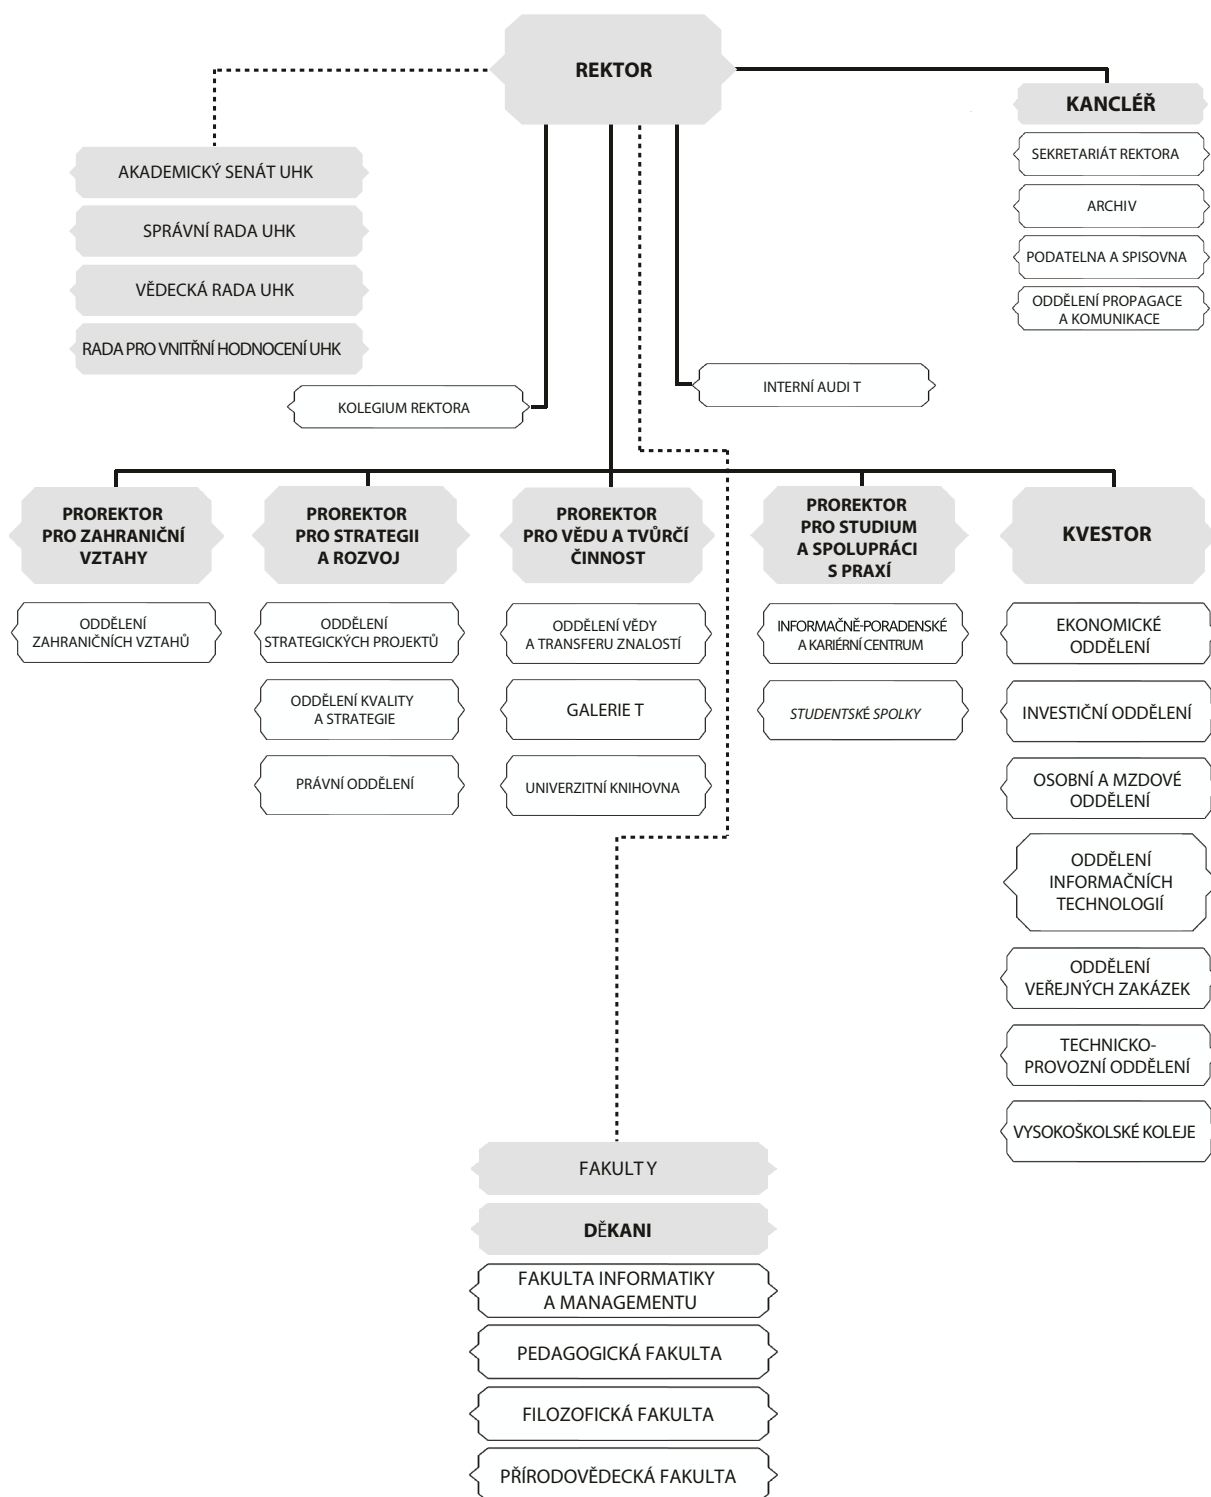 REKTOR
KANCLÉŘ
SEKRETARIÁT REKTORA
ARCHIV
PODATELNA A SPISOVNA
ODDĚLENÍ PROPAGACE
A KOMUNIKACE
AKADEMICKÝ SENÁT UHK
SPRÁVNÍ RADA UHK
VĚDECKÁ RADA UHK
RADA PRO VNITŘNÍ HODNOCENÍ UHK
KOLEGIUM REKTORA
INTERNÍ AUDI T
PROREKTOR
PRO ZAHRANIČNÍ
VZTAHY
ODDĚLENÍ
ZAHRANIČNÍCH VZTAHŮ
PROREKTOR
PRO STRATEGII
A ROZVOJ
ODDĚLENÍ
STRATEGICKÝCH PROJEKTŮ
ODDĚLENÍ KVALITY
A STRATEGIE
PRÁVNÍ ODDĚLENÍ
PROREKTOR
PRO VĚDU A TVŮRČÍ
ČINNOST
ODDĚLENÍ VĚDY
A TRANSFERU ZNALOSTÍ
GALERIE T
UNIVERZITNÍ KNIHOVNA
PROREKTOR
PRO STUDIUM
A SPOLUPRÁCI
S PRAXÍ
INFORMAČNĚ-PORADENSKÉ
A KARIÉRNÍ CENTRUM
STUDENTSKÉ SPOLKY
KVESTOR
EKONOMICKÉ
ODDĚLENÍ
INVESTIČNÍ ODDĚLENÍ
OSOBNÍ A MZDOVÉ
ODDĚLENÍ
ODDĚLENÍ
INFORMAČNÍCH
TECHNOLOGIÍ
ODDĚLENÍ
VEŘEJNÝCH ZAKÁZEK
TECHNICKO-
PROVOZNÍ ODDĚLENÍ
VYSOKOŠKOLSKÉ KOLEJE
FAKULTY
DĚKANI
FAKULTA INFORMATIKY
A MANAGEMENTU
PEDAGOGICKÁ FAKULTA
FILOZOFICKÁ FAKULTA
PŘÍRODOVĚDECKÁ FAKULTA